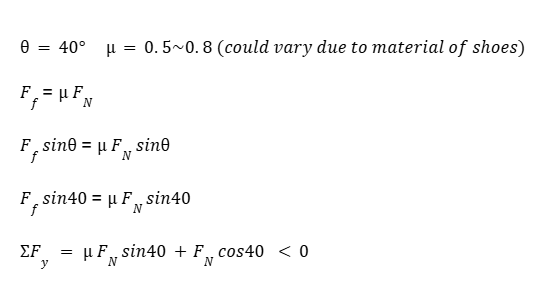 θ = 40° μ = 0.5~0.8 (could vary due to material of shoes)
F_f = μ F_N
F_f sinθ = μ F_N sinθ
F_f sin40 = μ F_N sin40
ΣF_y = μ F_N sin40 + F_N cos40 < 0